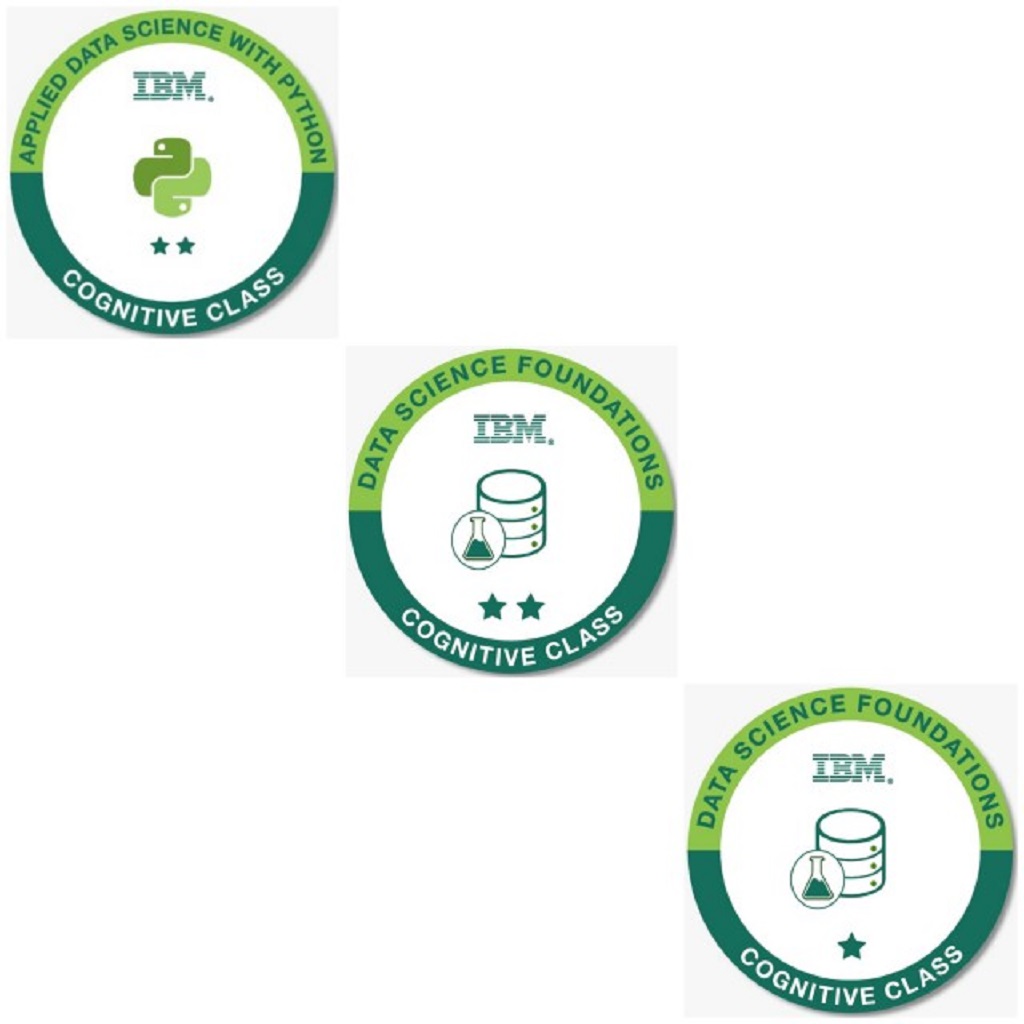 APPLIED DATA SCIENCE WITH PYTHON
IBM®
COGNITIVE CLASS
DATA SCIENCE FOUNDATIONS
IBM®
COGNITIVE CLASS
DATA SCIENCE FOUNDATIONS
IBM®
COGNITIVE CLASS